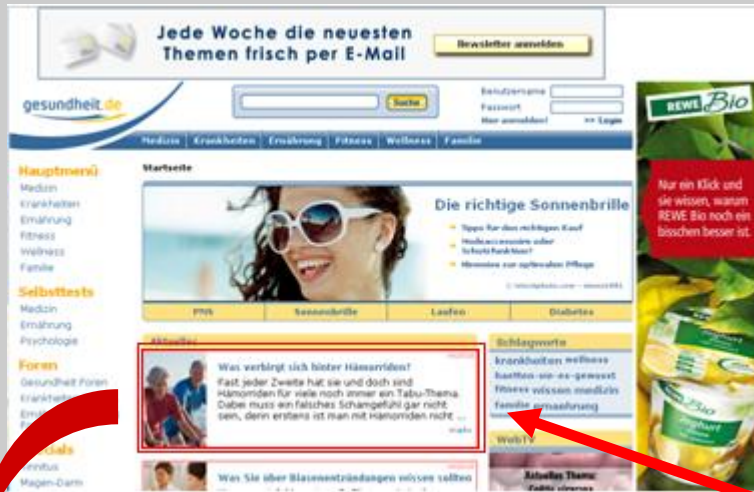 Jede Woche die neuesten
Themen frisch per E-Mail
Newsletter anmelden
gesundheit.de
Suche
Benutzername
Passwort
Hier anmelden! >> Login
Medizin Krankheiten Ernährung Fitness Wellness Familie
Hauptmenü
Medizin
Krankheiten
Ernährung
Fitness
Wellness
Familie
Selbsttests
Medizin
Ernährung
Psychologie
Foren
Gesundheit Foren
Tinnitus
Magen-Darm
Startseite
Die richtige Sonnenbrille
Tipps für den richtigen Kauf
Modeaccessoire oder
Schutzfunktion?
Hinweise zur optimalen Pflege
PMS Sonnenbrille Laufen Diabetes
Aktuelles
Was verbirgt sich hinter Hämorriden?
Fast jeder Zweite hat sie und doch sind
Hämorriden für viele noch immer ein Tabu-Thema.
Dabei muss ein falsches Schamgefühl gar nicht
sein, denn erstens ist man mit Hämorriden nicht ...
mehr
Was Sie über Blasenentzündungen wissen sollten
Schlagworte
krankheiten wellness
haetten-sie-es-gewusst
fitness wissen medizin
familie ernaehrung
WebTV
Aktuelles Thema:
REWE Bio
Nur ein Klick und
sie wissen, warum
REWE Bio noch ein
bisschen besser ist.
Bio
Joghurt